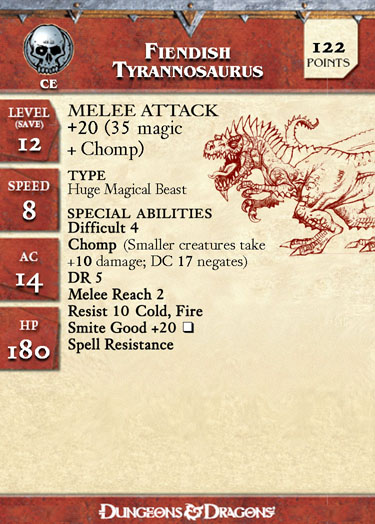 FIENDISH
TYRANNOSAURUS
122
POINTS
CE
LEVEL
(SAVE)
12
SPEED
8
AC
14
HP
180
MELEE ATTACK
+20 (35 magic
+ Chomp)
TYPE
Huge Magical Beast
SPECIAL ABILITIES
Difficult 4
Chomp (Smaller creatures take
+10 damage; DC 17 negates)
DR 5
Melee Reach 2
Resist 10 Cold, Fire
Smite Good +20 ❑
Spell Resistance
DUNGEONS & DRAGONS